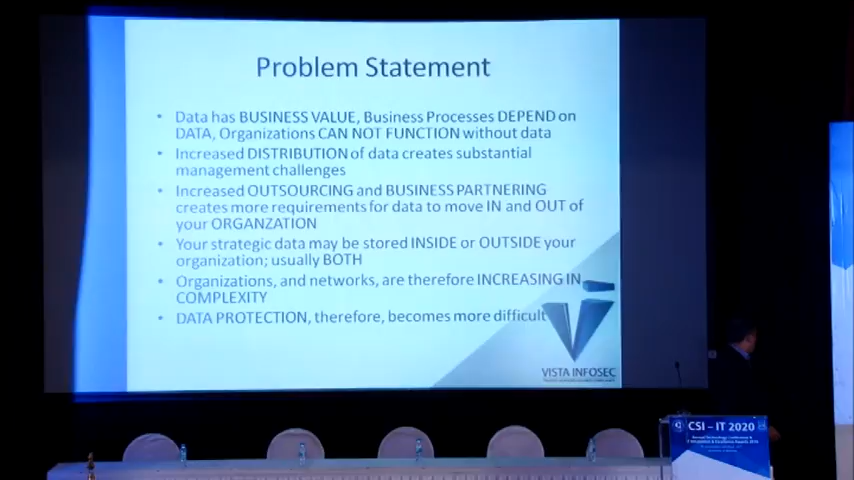 Problem Statement
• Data has BUSINESS VALUE, Business Processes DEPEND on
DATA, Organizations CAN NOT FUNCTION without data
• Increased DISTRIBUTION of data creates substantial
management challenges
• Increased OUTSOURCING and BUSINESS PARTNERING
creates more requirements for data to move IN and OUT of
your ORGANZATION
• Your strategic data may be stored INSIDE or OUTSIDE your
organization; usually BOTH
• Organizations, and networks, are therefore INCREASING IN
COMPLEXITY
• DATA PROTECTION, therefore, becomes more difficult
VISTA INFOSEC
CSI – IT 2020
Annual Technology Conference &